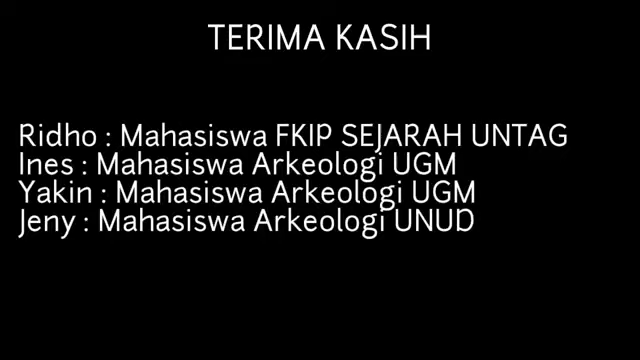 TERIMA KASIH
Ridho : Mahasiswa FKIP SEJARAH UNTAG
Ines : Mahasiswa Arkeologi UGM
Yakin : Mahasiswa Arkeologi UGM
Jeny : Mahasiswa Arkeologi UNUD